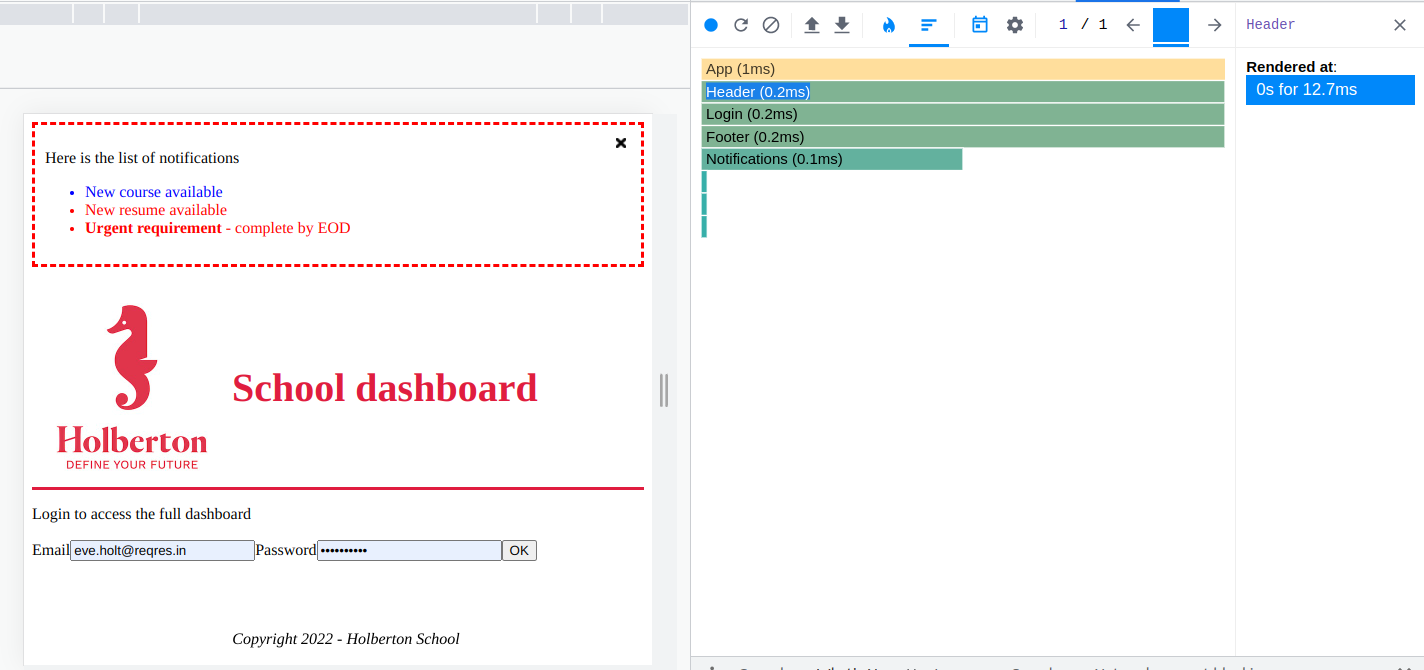 Here is the list of notifications
New course available
New resume available
Urgent requirement - complete by EOD
Holberton
DEFINE YOUR FUTURE
School dashboard
Login to access the full dashboard
Email eve.holt@reqres.in Password •••••••••• OK
Copyright 2022 - Holberton School
1 / 1
App (1ms)
Header (0.2ms)
Login (0.2ms)
Footer (0.2ms)
Notifications (0.1ms)
Header
Rendered at:
0s for 12.7ms